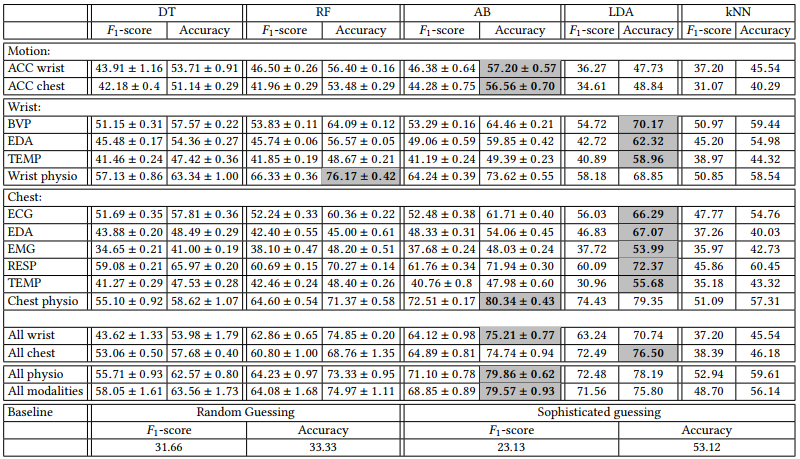 DT RF AB LDA kNN
F1-score Accuracy F1-score Accuracy F1-score Accuracy F1-score Accuracy F1-score Accuracy
Motion:
ACC wrist 43.91 ± 1.16 53.71 ± 0.91 46.50 ± 0.26 56.40 ± 0.16 46.38 ± 0.64 57.20 ± 0.57 36.27 47.73 37.20 45.54
ACC chest 42.18 ± 0.4 51.14 ± 0.29 41.96 ± 0.29 53.48 ± 0.29 44.28 ± 0.75 56.56 ± 0.70 34.61 48.84 31.07 40.29
Wrist:
BVP 51.15 ± 0.31 57.57 ± 0.22 53.83 ± 0.11 64.09 ± 0.12 53.29 ± 0.16 64.46 ± 0.21 54.72 70.17 50.97 59.44
EDA 45.48 ± 0.17 54.36 ± 0.27 45.74 ± 0.06 56.57 ± 0.05 49.06 ± 0.59 59.85 ± 0.42 42.72 62.32 45.20 54.98
TEMP 41.46 ± 0.24 47.42 ± 0.36 41.85 ± 0.19 48.67 ± 0.21 41.19 ± 0.24 49.39 ± 0.23 40.89 58.96 38.97 44.32
Wrist physio 57.13 ± 0.86 63.34 ± 1.00 66.33 ± 0.36 76.17 ± 0.42 64.24 ± 0.39 73.62 ± 0.55 58.18 68.85 50.85 58.54
Chest:
ECG 51.69 ± 0.35 57.81 ± 0.36 52.24 ± 0.33 60.36 ± 0.22 52.48 ± 0.38 61.71 ± 0.40 56.03 66.29 47.77 54.76
EDA 43.88 ± 0.20 48.49 ± 0.29 42.40 ± 0.55 45.00 ± 0.61 48.33 ± 0.31 54.06 ± 0.45 46.83 67.07 37.26 40.03
EMG 34.65 ± 0.21 41.00 ± 0.19 38.10 ± 0.47 48.20 ± 0.51 37.68 ± 0.24 48.03 ± 0.24 37.72 53.99 35.97 42.73
RESP 59.08 ± 0.21 65.97 ± 0.20 60.69 ± 0.15 70.27 ± 0.14 61.76 ± 0.34 71.94 ± 0.30 60.09 72.37 45.86 60.45
TEMP 41.27 ± 0.29 47.53 ± 0.28 42.46 ± 0.24 48.40 ± 0.26 40.76 ± 0.8 47.98 ± 0.60 30.96 55.68 35.18 43.32
Chest physio 55.10 ± 0.92 58.62 ± 1.07 64.60 ± 0.54 71.37 ± 0.58 72.51 ± 0.17 80.34 ± 0.43 74.43 79.35 51.09 57.31
All wrist 43.62 ± 1.33 53.98 ± 1.79 62.86 ± 0.65 74.85 ± 0.20 64.12 ± 0.98 75.21 ± 0.77 63.24 70.74 37.20 45.54
All chest 53.06 ± 0.50 57.68 ± 0.40 60.80 ± 1.00 68.76 ± 1.35 64.89 ± 0.81 74.74 ± 0.94 72.49 76.50 38.39 46.18
All physio 55.71 ± 0.93 62.57 ± 0.80 64.23 ± 0.97 73.33 ± 0.95 71.10 ± 0.78 79.86 ± 0.62 72.48 78.19 52.94 59.61
All modalities 58.05 ± 1.61 63.56 ± 1.73 64.08 ± 1.68 74.97 ± 1.11 68.85 ± 0.89 79.57 ± 0.93 71.56 75.80 48.70 56.14
Baseline Random Guessing Sophisticated guessing
F1-score Accuracy F1-score Accuracy
31.66 33.33 23.13 53.12